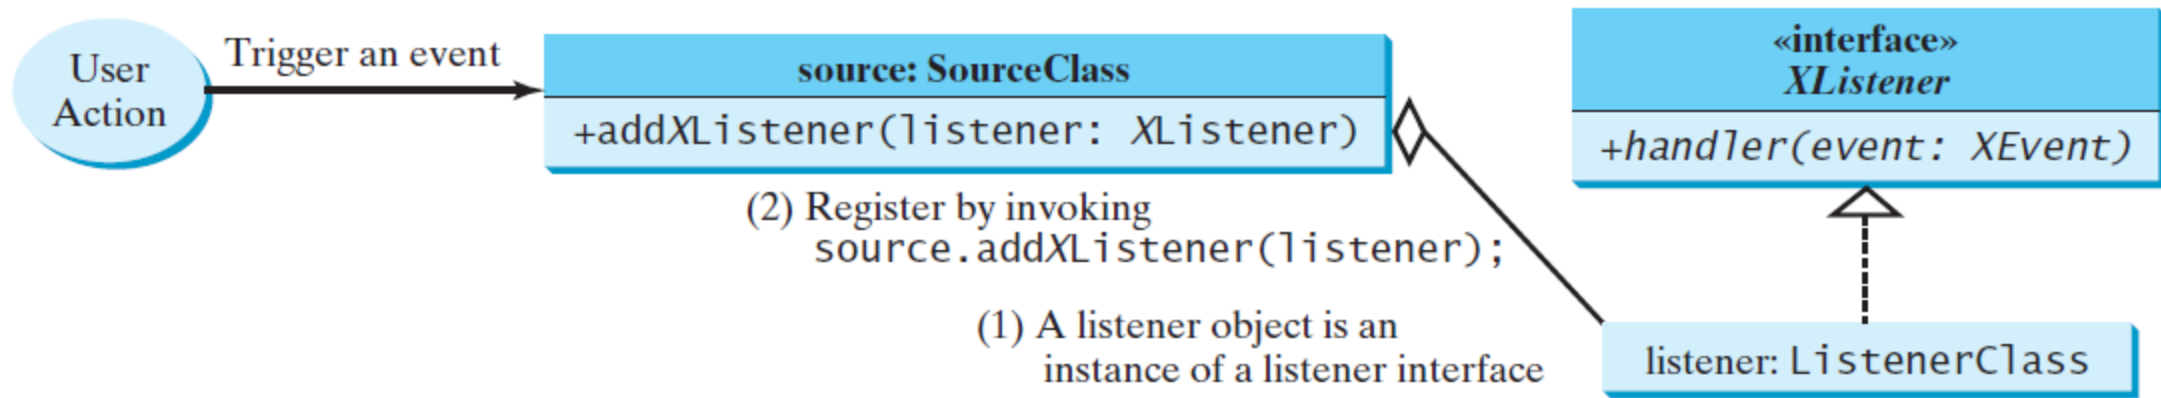 User
Action
Trigger an event
source: SourceClass
+addXListener(listener: XListener)
(2) Register by invoking
source.addXListener(listener);
(1) A listener object is an
instance of a listener interface
«interface»
XListener
+handler(event: XEvent)
listener: ListenerClass